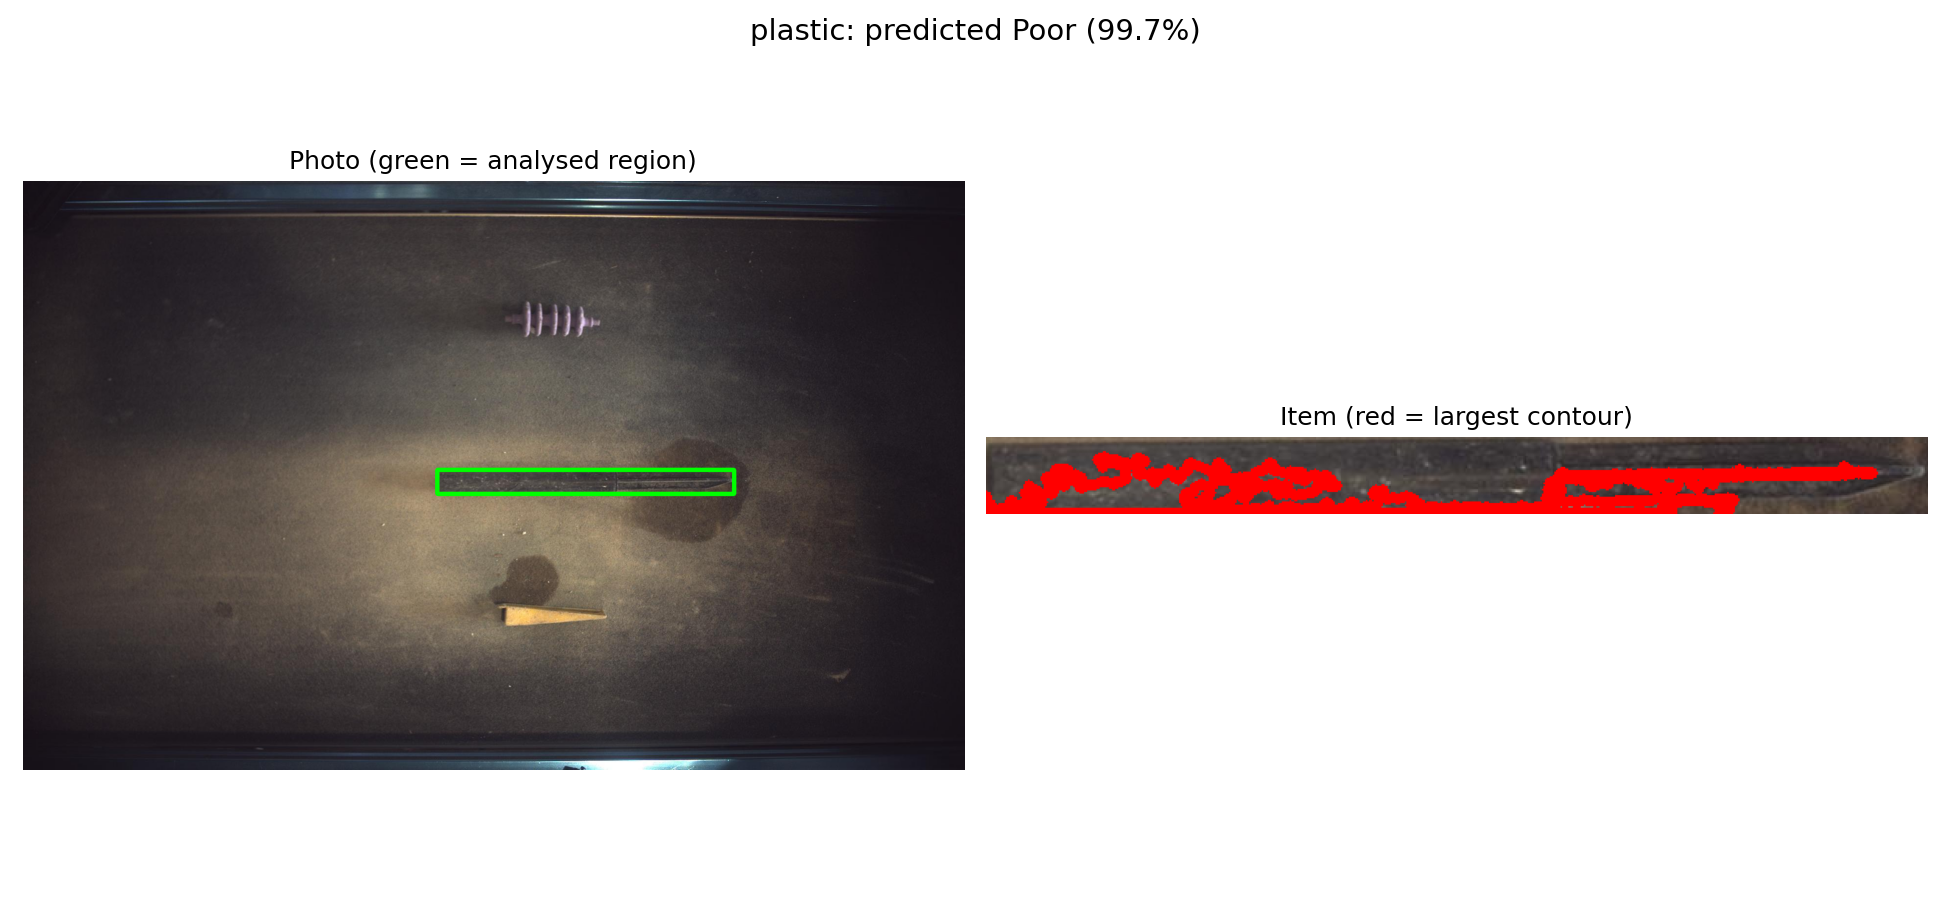 plastic: predicted Poor (99.7%)
Photo (green = analysed region)
Item (red = largest contour)